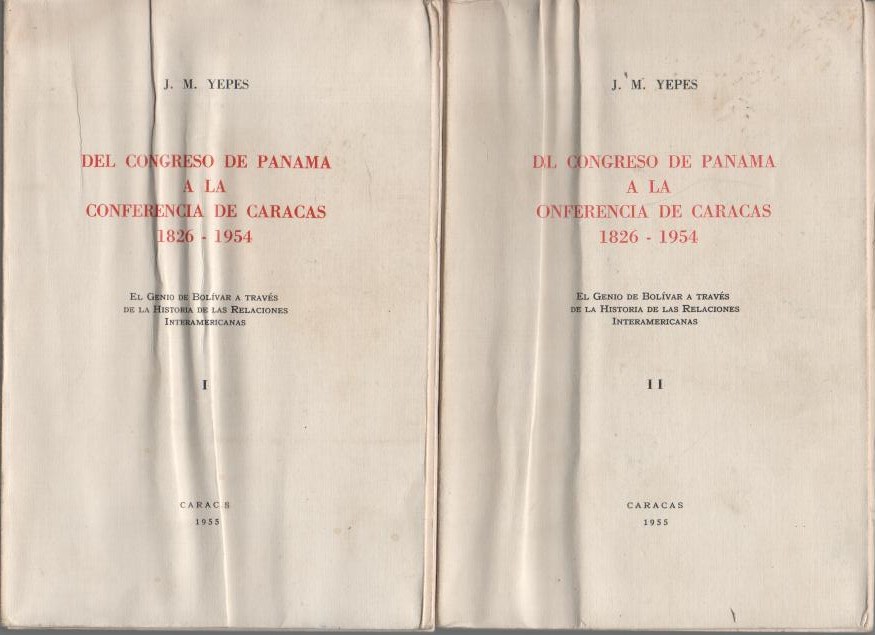 J. M. YEPES
DEL CONGRESO DE PANAMA
A LA
CONFERENCIA DE CARACAS
1826 - 1954
EL GENIO DE BOLÍVAR A TRAVÉS
DE LA HISTORIA DE LAS RELACIONES
INTERAMERICANAS
I
CARACAS
1955
J. M. YEPES
DEL CONGRESO DE PANAMA
A LA
ONFERENCIA DE CARACAS
1826 - 1954
EL GENIO DE BOLÍVAR A TRAVÉS
DE LA HISTORIA DE LAS RELACIONES
INTERAMERICANAS
II
CARACAS
1955